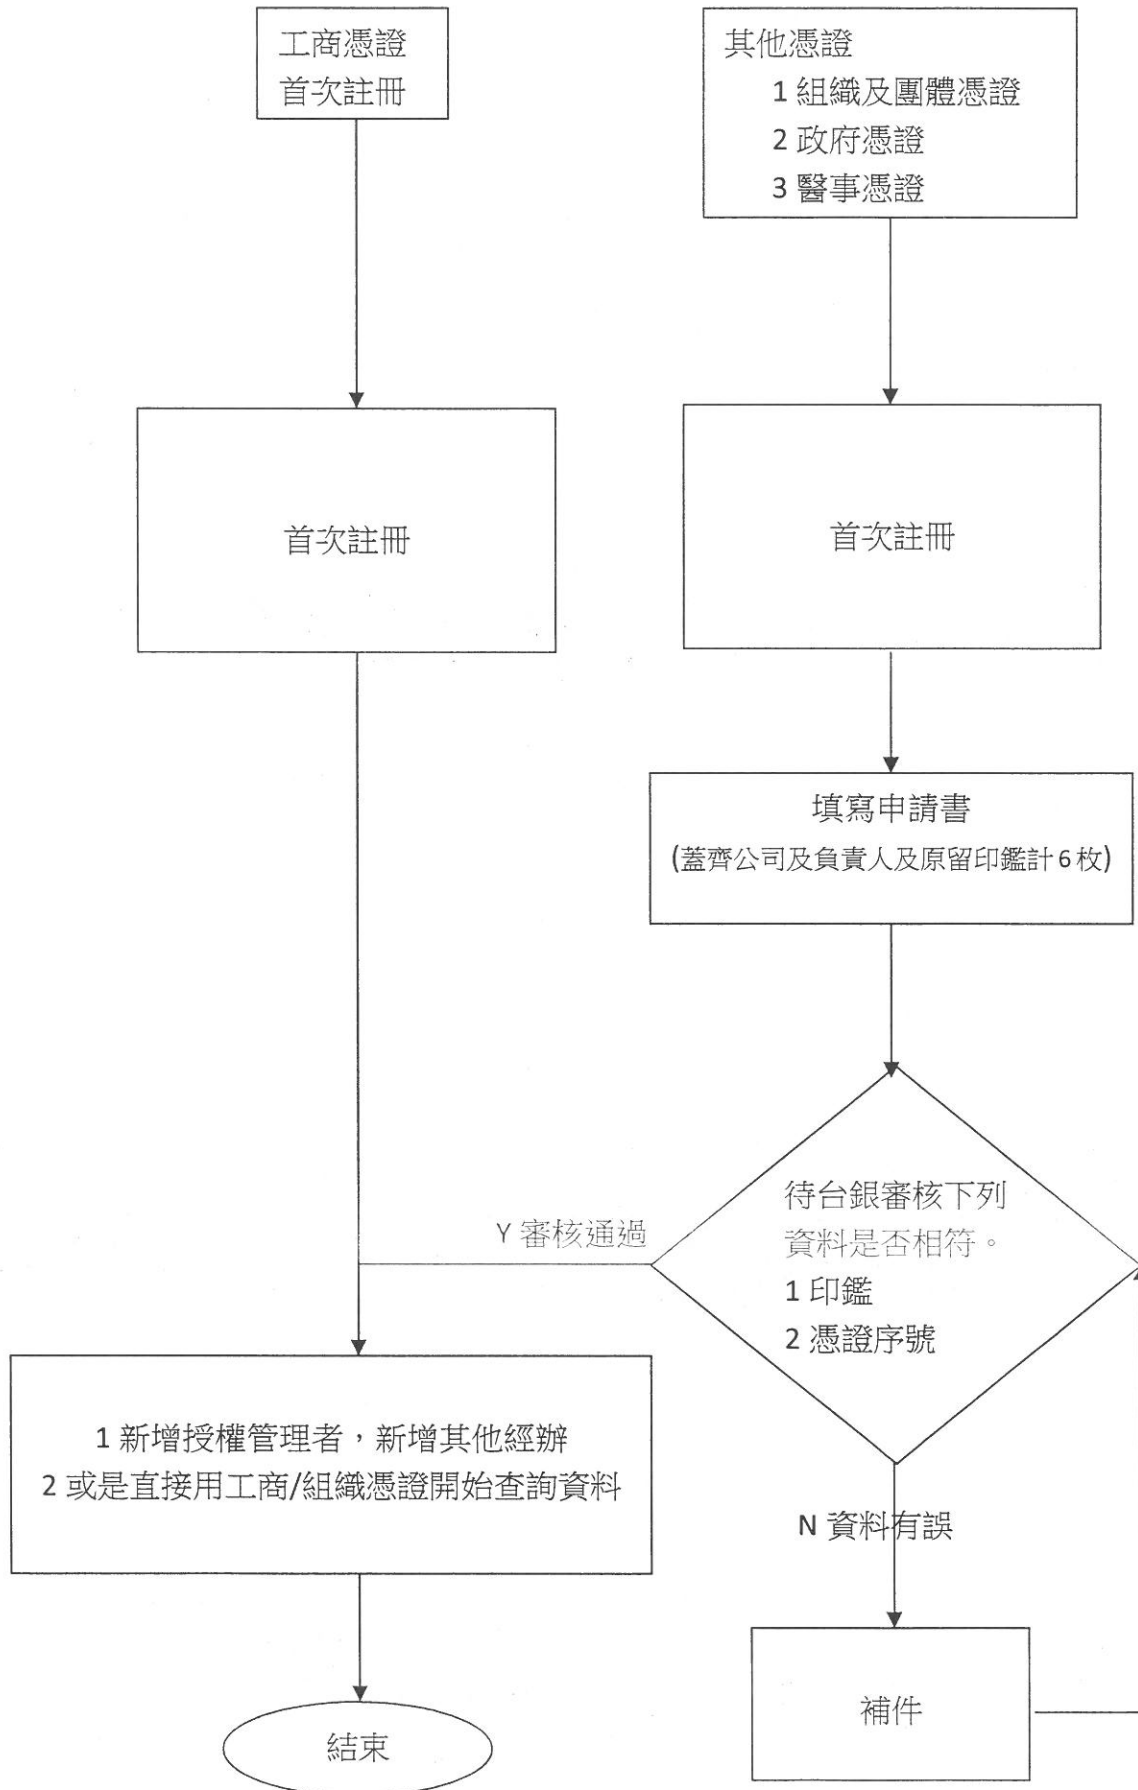 工商憑證
首次註冊
其他憑證
1 組織及團體憑證
2 政府憑證
3 醫事憑證
首次註冊
首次註冊
填寫申請書
(蓋齊公司及負責人及原留印鑑計6枚)
待台銀審核下列
資料是否相符。
1 印鑑
2 憑證序號
Y 審核通過
1 新增授權管理者，新增其他經辦
2 或是直接用工商/組織憑證開始查詢資料
N 資料有誤
補件
結束